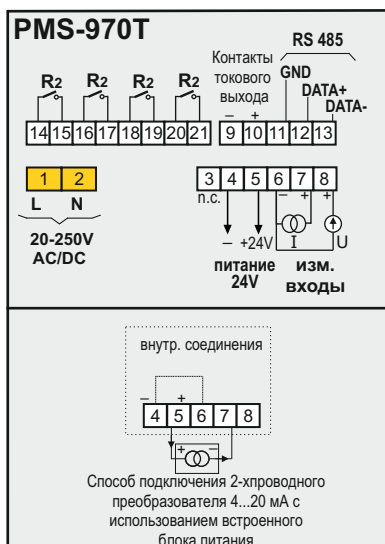 PMS-970T
RS 485
Контакты
токового
выхода
GND
DATA+
DATA-
R2 R2 R2 R2
– +
14 15 16 17 18 19 20 21 9 10 11 12 13
1 2 3 4 5 6 7 8
L N
n.c. – + +
– +24V I U
20-250V
AC/DC
питание
24V
изм.
входы
внутр. соединения
– +
4 5 6 7 8
+ –
Способ подключения 2-хпроводного
преобразователя 4...20 мА с
использованием встроенного
блока питания